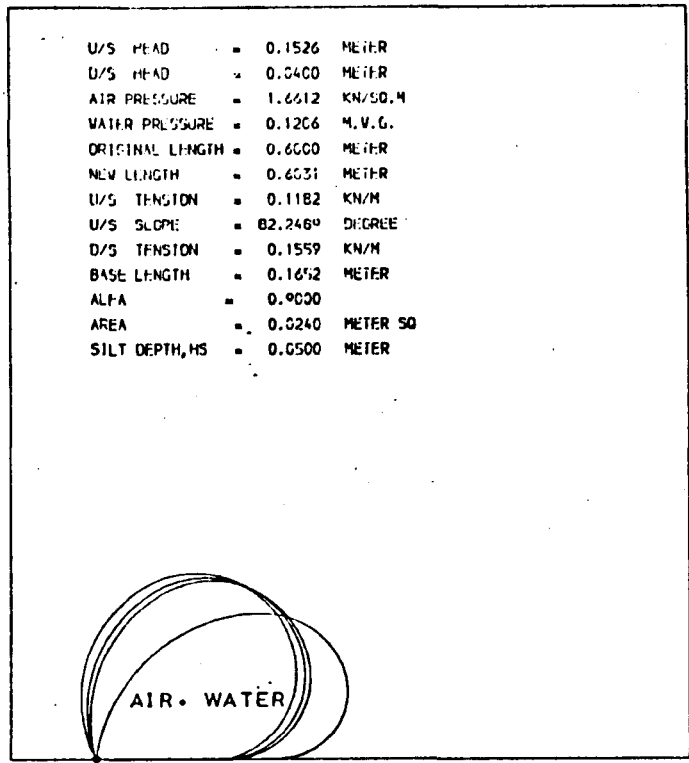 U/S HEAD = 0.1526 METER
D/S HEAD = 0.0400 METER
AIR PRESSURE = 1.6612 KN/SQ.M
WATER PRESSURE = 0.1206 M.W.G.
ORIGINAL LENGTH = 0.6000 METER
NEW LENGTH = 0.6031 METER
U/S TENSION = 0.1182 KN/M
U/S SLOPE = 82.2469 DEGREE
D/S TENSION = 0.1559 KN/M
BASE LENGTH = 0.1652 METER
ALFA = 0.9000
AREA = 0.0240 METER SQ
SILT DEPTH,HS = 0.0500 METER
AIR. WATER